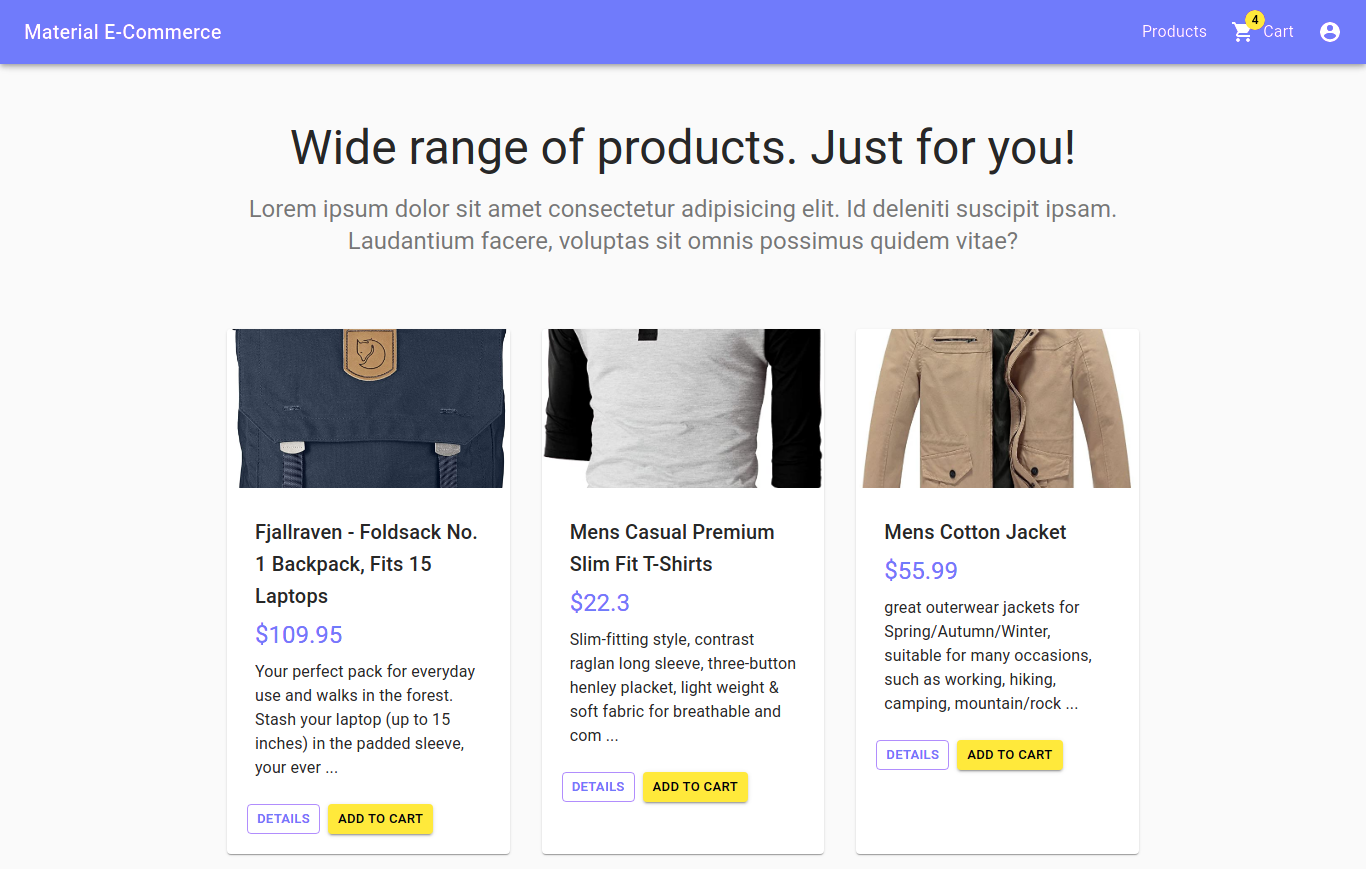 Material E-Commerce
Products
4
Cart
Wide range of products. Just for you!
Lorem ipsum dolor sit amet consectetur adipisicing elit. Id deleniti suscipit ipsam.
Laudantium facere, voluptas sit omnis possimus quidem vitae?
Fjallraven - Foldsack No.
1 Backpack, Fits 15
Laptops
$109.95
Your perfect pack for everyday
use and walks in the forest.
Stash your laptop (up to 15
inches) in the padded sleeve,
your ever ...
DETAILS
ADD TO CART
Mens Casual Premium
Slim Fit T-Shirts
$22.3
Slim-fitting style, contrast
raglan long sleeve, three-button
henley placket, light weight &
soft fabric for breathable and
com ...
DETAILS
ADD TO CART
Mens Cotton Jacket
$55.99
great outerwear jackets for
Spring/Autumn/Winter,
suitable for many occasions,
such as working, hiking,
camping, mountain/rock ...
DETAILS
ADD TO CART